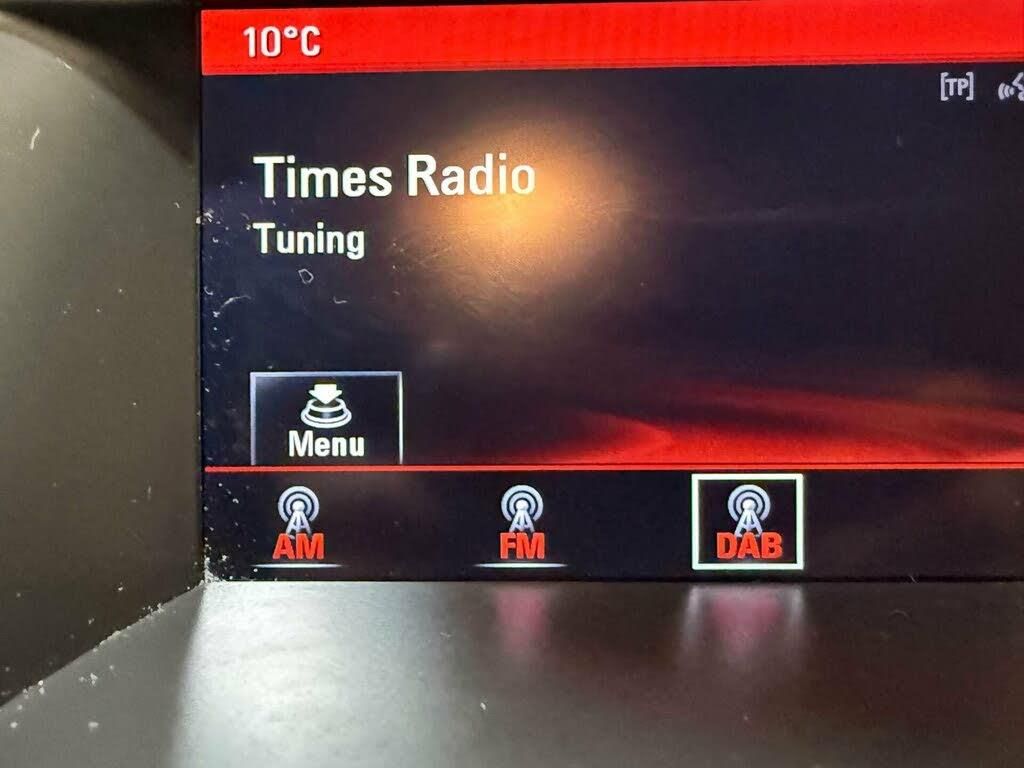 10°C
[TP]
Times Radio
Tuning
Menu
AM
FM
DAB